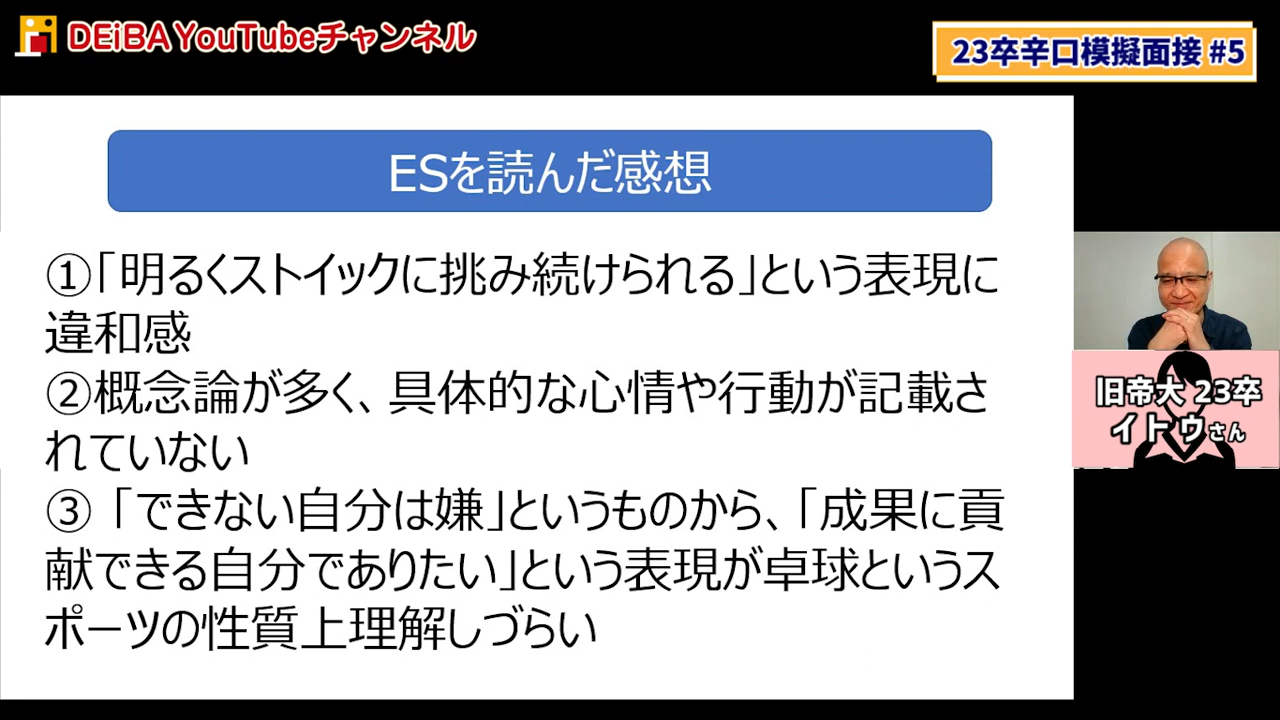 DEiBA YouTubeチャンネル
23卒辛口模擬面接 #5
ESを読んだ感想
①「明るくストイックに挑み続けられる」という表現に
違和感
②概念論が多く、具体的な心情や行動が記載さ
れていない
③ 「できない自分は嫌」というものから、「成果に貢
献できる自分でありたい」という表現が卓球というス
ポーツの性質上理解しづらい
旧帝大 23卒
イトウさん